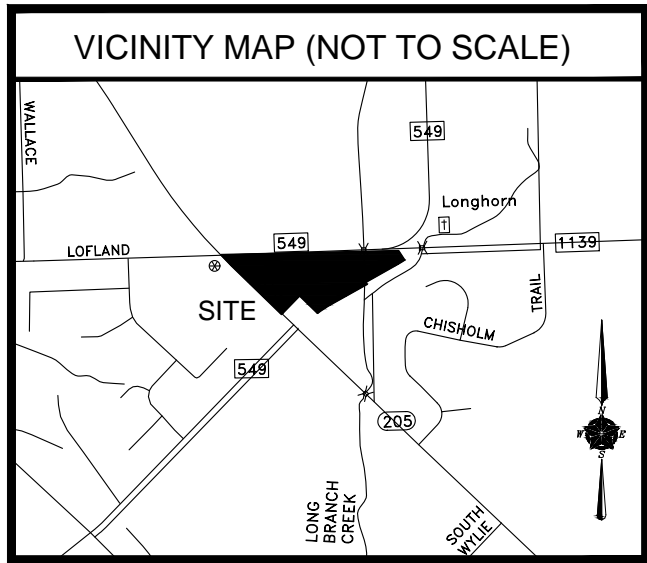 VICINITY MAP (NOT TO SCALE)
WALLACE
549
Longhorn
LOFLAND
549
1139
SITE
TRAIL
CHISHOLM
549
205
N
W E
S
LONG
BRANCH
CREEK
SOUTH
WYLIE